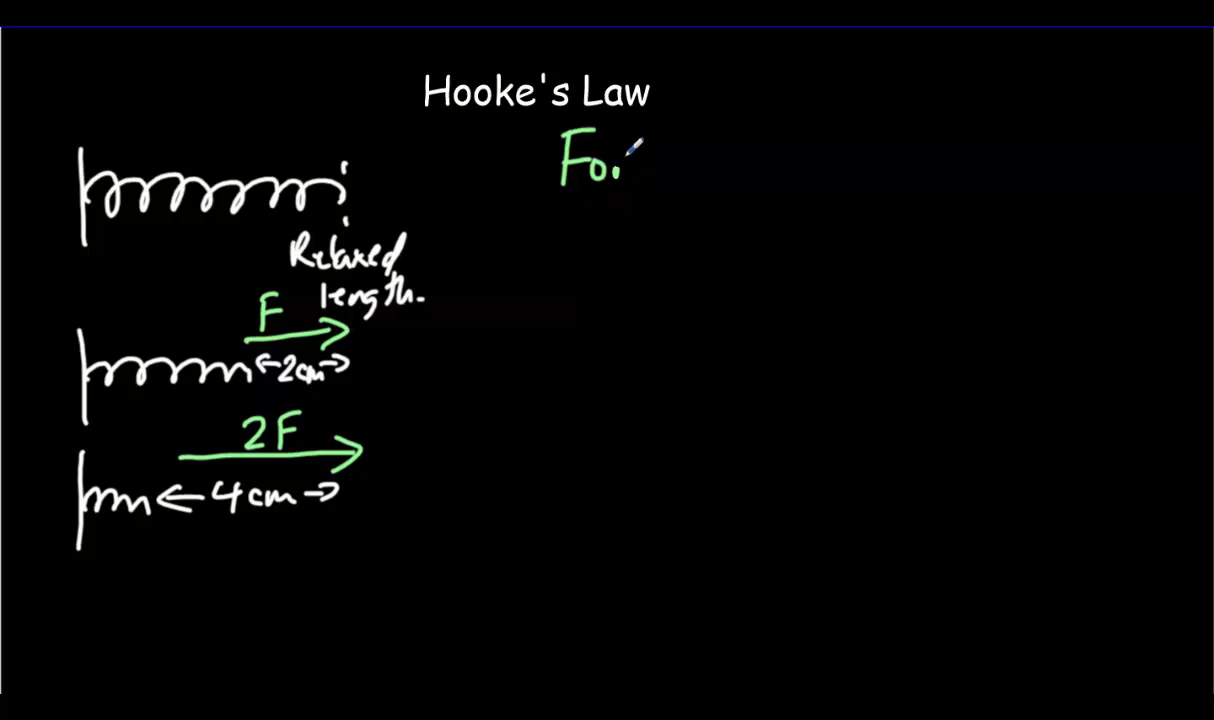 Hooke's Law
Fo.
Relaxed
length.
F
2cm
2F
4cm